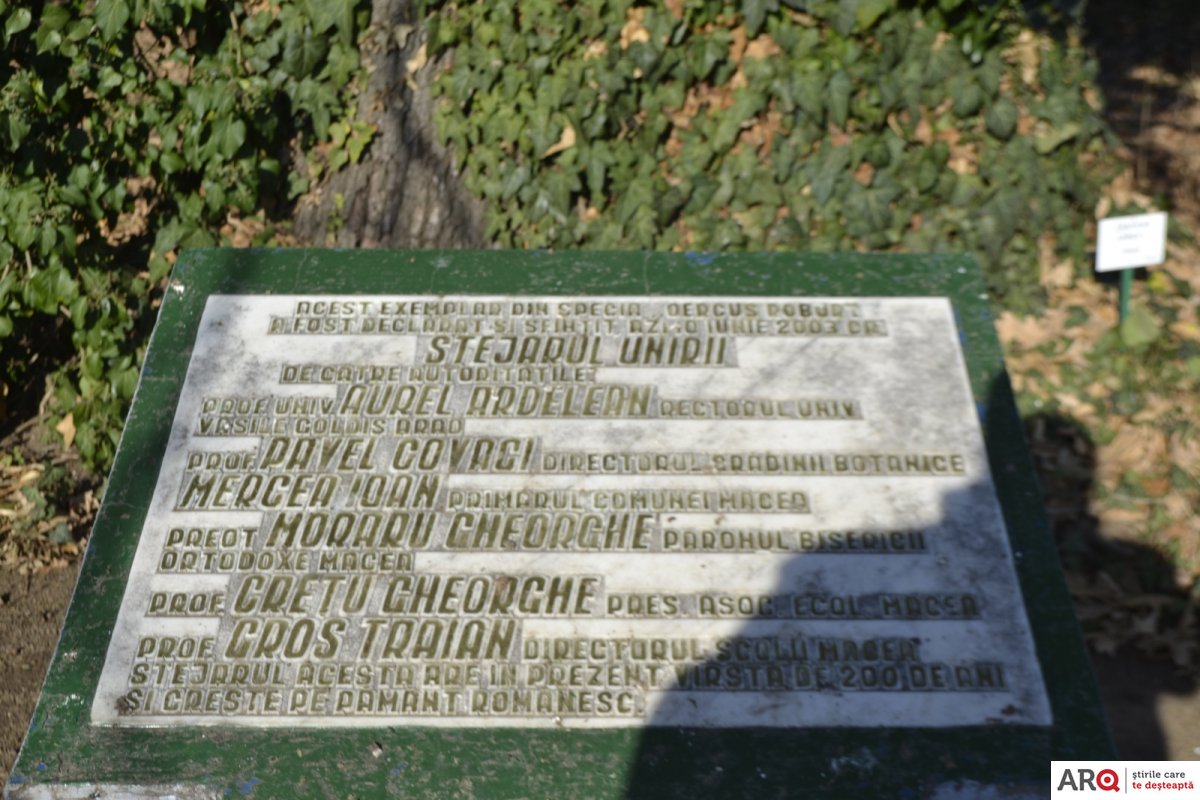 ACEST EXEMPLAR DIN SPECIA „QERCUS ROBUR”
A FOST DECLARAT SI SFINTIT AZI IUNIE 2003 CA
STEJARUL UNIRII
DE CATRE AUTORITATILE:
PROF. UNIV. AUREL ARDELEAN RECTORUL UNIV.
VASILE GOLDIS ARAD
PROF. PAVEL COVACI DIRECTORUL GRADINII BOTANICE
MERCEA IOAN PRIMARUL COMUNEI MACEA
PREOT MORARU GHEORGHE PAROHUL BISERICII
ORTODOXE MACEA
PROF. CRETU GHEORGHE PRES. ASOC. ECOL. MACEA
PROF. GROS TRAIAN DIRECTORUL SCOLII MACEA
STEJARUL ACESTA ARE IN PREZENT VIRSTA DE 200 DE ANI
SI CRESTE PE PAMANT ROMANESC.
ARQ știrile care
te deșteaptă